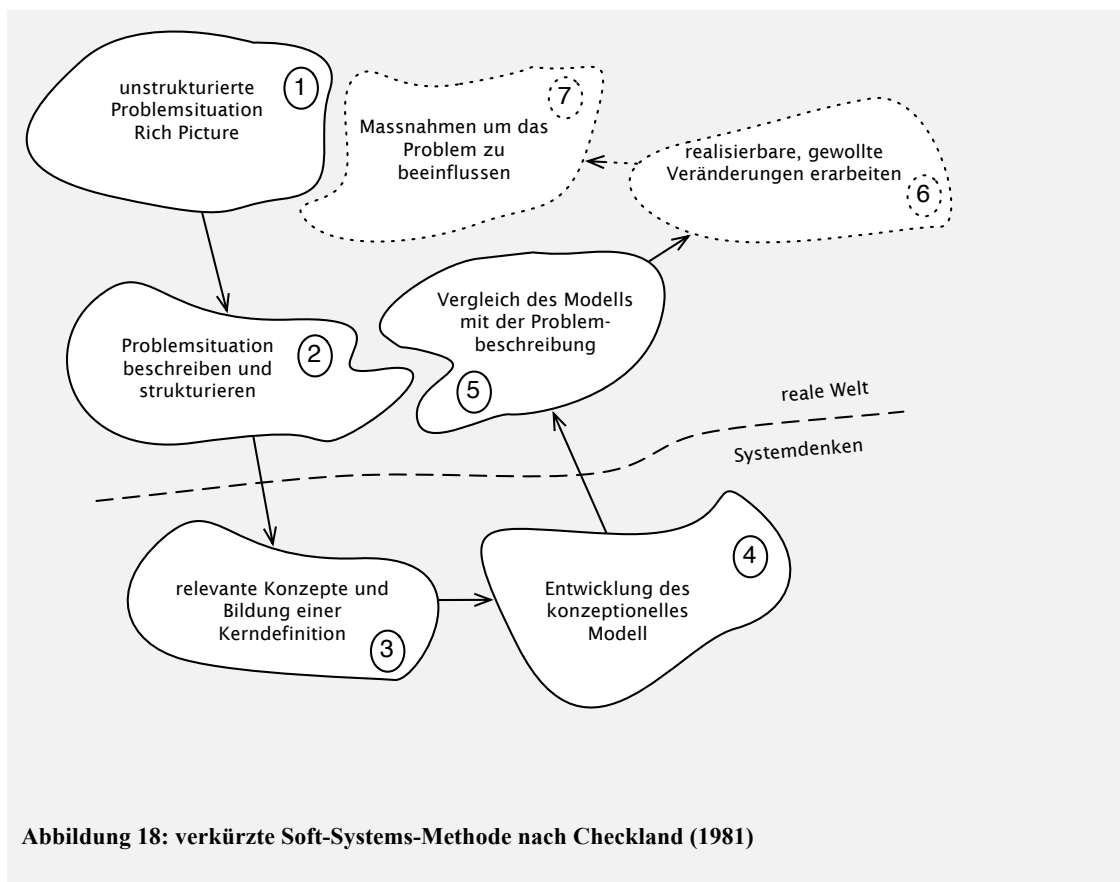 unstrukturierte
Problemsituation
Rich Picture
1
Massnahmen um das
Problem zu
beeinflussen
7
realisierbare, gewollte
Veränderungen erarbeiten
6
Problemsituation
beschreiben und
strukturieren
2
Vergleich des Modells
mit der Problem-
beschreibung
5
reale Welt
Systemdenken
relevante Konzepte und
Bildung einer
Kerndefinition
3
Entwicklung des
konzeptionelles
Modell
4
Abbildung 18: verkürzte Soft-Systems-Methode nach Checkland (1981)